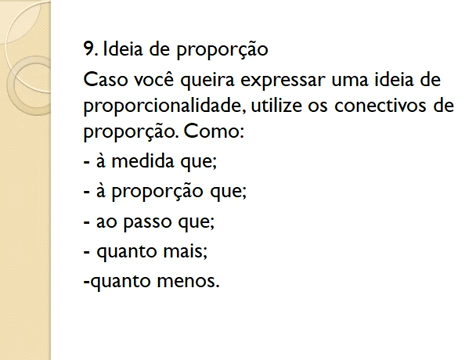 9. Ideia de proporção
Caso você queira expressar uma ideia de
proporcionalidade, utilize os conectivos de
proporção. Como:
- à medida que;
- à proporção que;
- ao passo que;
- quanto mais;
-quanto menos.